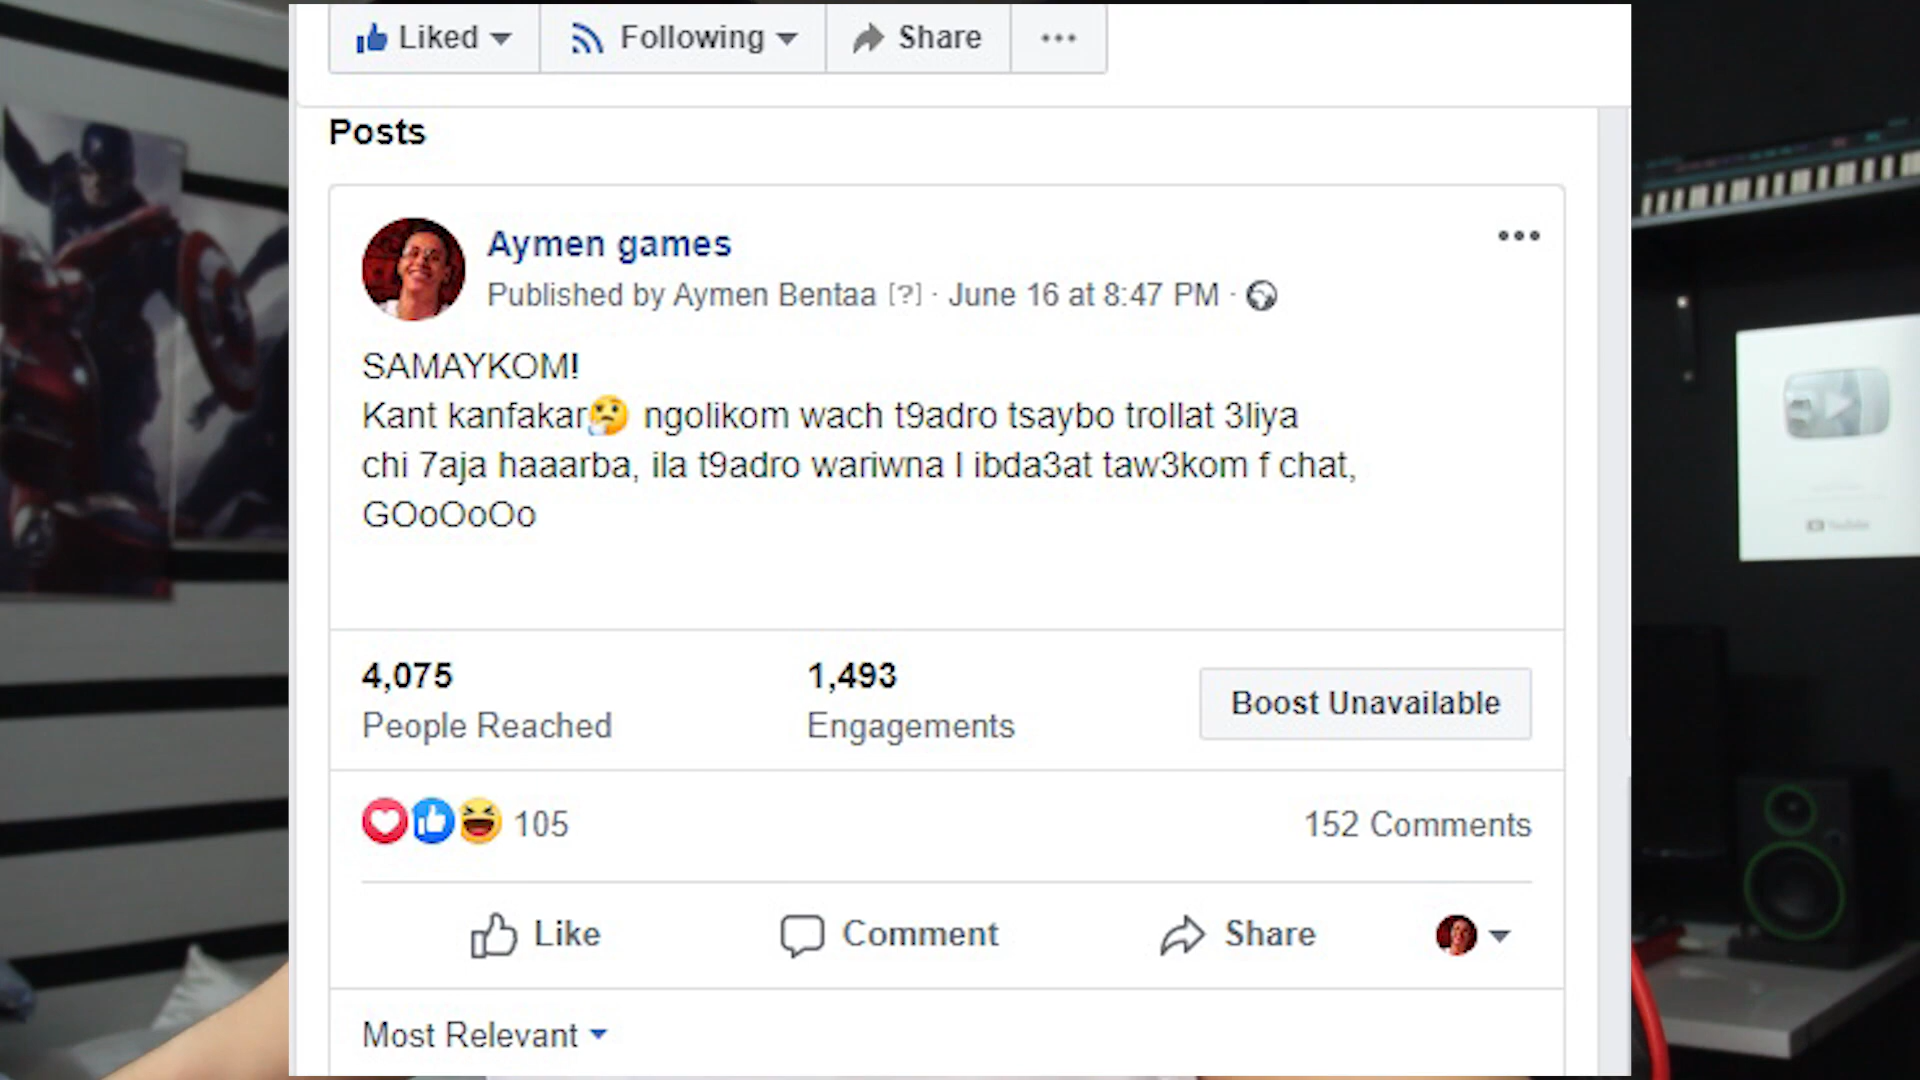 Liked
Following
Share
Posts
Aymen games
Published by Aymen Bentaa [?] · June 16 at 8:47 PM ·
SAMAYKOM!
Kant kanfakar🤔 ngolikom wach t9adro tsaybo trollat 3liya
chi 7aja haaarba, ila t9adro wariwna l ibda3at taw3kom f chat,
GOoOoOo
4,075
People Reached
1,493
Engagements
Boost Unavailable
105
152 Comments
Like
Comment
Share
Most Relevant
YouTube